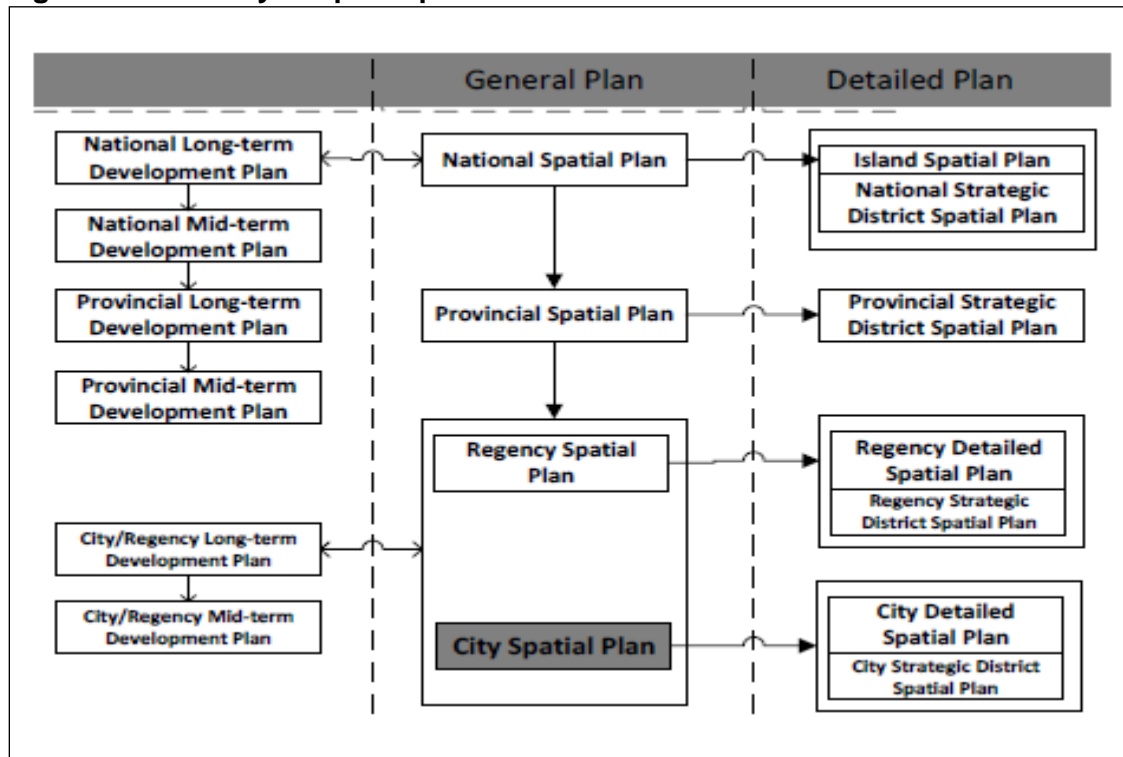 General Plan
Detailed Plan
National Long-term
Development Plan
National Spatial Plan
Island Spatial Plan
National Strategic
District Spatial Plan
National Mid-term
Development Plan
Provincial Long-term
Development Plan
Provincial Spatial Plan
Provincial Strategic
District Spatial Plan
Provincial Mid-term
Development Plan
Regency Spatial
Plan
Regency Detailed
Spatial Plan
Regency Strategic
District Spatial Plan
City/Regency Long-term
Development Plan
City/Regency Mid-term
Development Plan
City Spatial Plan
City Detailed
Spatial Plan
City Strategic District
Spatial Plan